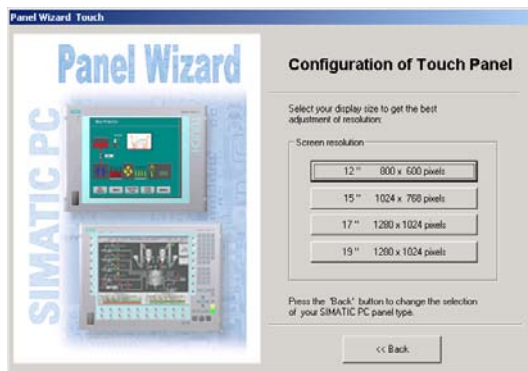 Panel Wizard Touch
Panel Wizard
SIMATIC PC
Configuration of Touch Panel
Select your display size to get the best
adjustment of resolution:
Screen resolution
12 " 800 x 600 pixels
15 " 1024 x 768 pixels
17 " 1280 x 1024 pixels
19 " 1280 x 1024 pixels
Press the "Back" button to change the selection
of your SIMATIC PC panel type.
<< Back